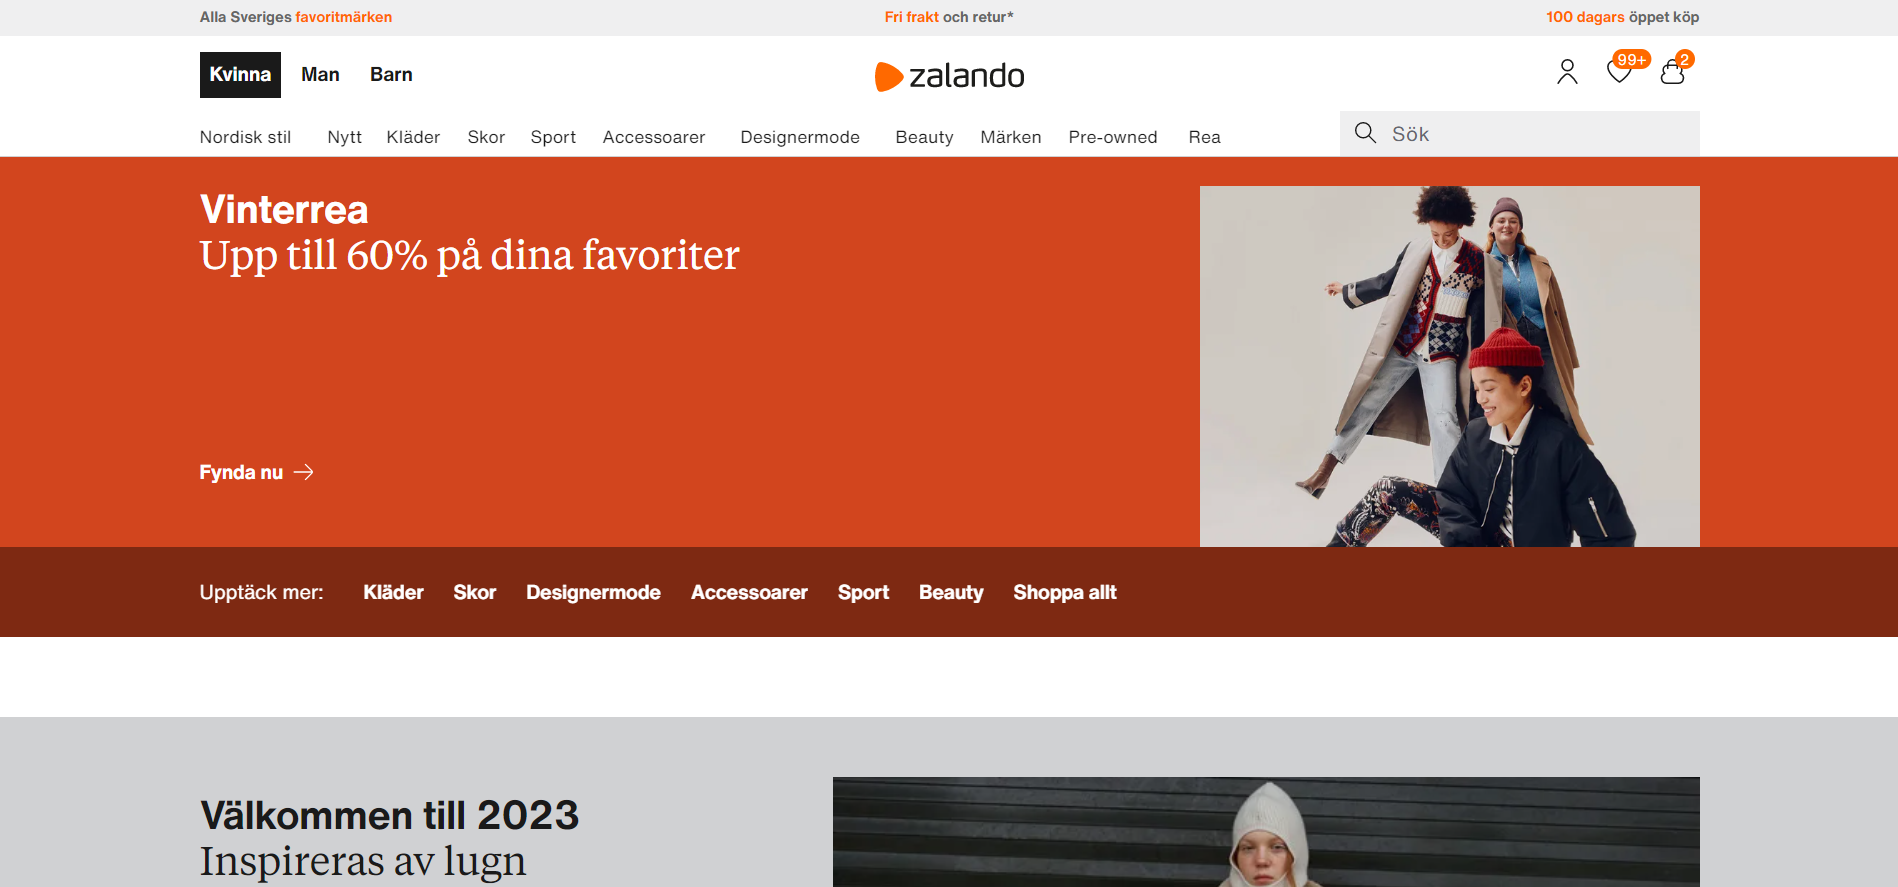 Alla Sveriges favoritmärken
Fri frakt och retur*
100 dagars öppet köp
Kvinna Man Barn
zalando
99+ 2
Nordisk stil Nytt Kläder Skor Sport Accessoarer Designermode Beauty Märken Pre-owned Rea
Sök
Vinterrea
Upp till 60% på dina favoriter
Fynda nu
Upptäck mer: Kläder Skor Designermode Accessoarer Sport Beauty Shoppa allt
Välkommen till 2023
Inspireras av lugn